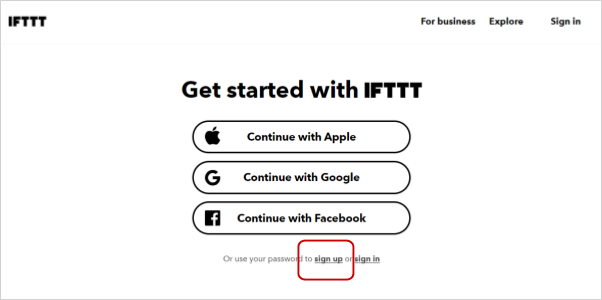 IFTTT
For business Explore Sign in
Get started with IFTTT
Continue with Apple
Continue with Google
Continue with Facebook
Or use your password to sign up or sign in